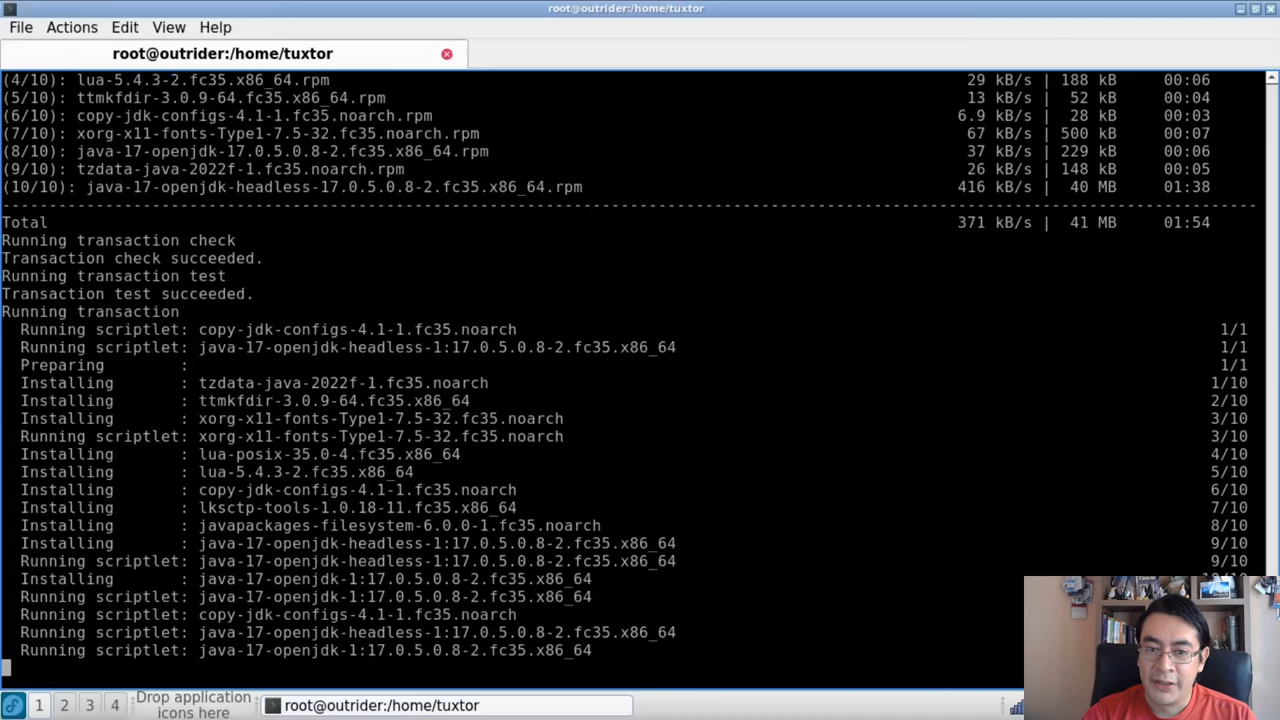 root@outrider:/home/tuxtor
File Actions Edit View Help
root@outrider:/home/tuxtor
(4/10): lua-5.4.3-2.fc35.x86_64.rpm 29 kB/s | 188 kB 00:06
(5/10): ttmkfdir-3.0.9-64.fc35.x86_64.rpm 13 kB/s | 52 kB 00:04
(6/10): copy-jdk-configs-4.1-1.fc35.noarch.rpm 6.9 kB/s | 28 kB 00:03
(7/10): xorg-x11-fonts-Type1-7.5-32.fc35.noarch.rpm 67 kB/s | 500 kB 00:07
(8/10): java-17-openjdk-17.0.5.0.8-2.fc35.x86_64.rpm 37 kB/s | 229 kB 00:06
(9/10): tzdata-java-2022f-1.fc35.noarch.rpm 26 kB/s | 148 kB 00:05
(10/10): java-17-openjdk-headless-17.0.5.0.8-2.fc35.x86_64.rpm 416 kB/s | 40 MB 01:38
--------------------------------------------------------------------------------
Total 371 kB/s | 41 MB 01:54
Running transaction check
Transaction check succeeded.
Running transaction test
Transaction test succeeded.
Running transaction
Running scriptlet: copy-jdk-configs-4.1-1.fc35.noarch 1/1
Running scriptlet: java-17-openjdk-headless-1:17.0.5.0.8-2.fc35.x86_64 1/1
Preparing : 1/1
Installing : tzdata-java-2022f-1.fc35.noarch 1/10
Installing : ttmkfdir-3.0.9-64.fc35.x86_64 2/10
Installing : xorg-x11-fonts-Type1-7.5-32.fc35.noarch 3/10
Running scriptlet: xorg-x11-fonts-Type1-7.5-32.fc35.noarch 3/10
Installing : lua-posix-35.0-4.fc35.x86_64 4/10
Installing : lua-5.4.3-2.fc35.x86_64 5/10
Installing : copy-jdk-configs-4.1-1.fc35.noarch 6/10
Installing : lksctp-tools-1.0.18-11.fc35.x86_64 7/10
Installing : javapackages-filesystem-6.0.0-1.fc35.noarch 8/10
Installing : java-17-openjdk-headless-1:17.0.5.0.8-2.fc35.x86_64 9/10
Running scriptlet: java-17-openjdk-headless-1:17.0.5.0.8-2.fc35.x86_64 9/10
Installing : java-17-openjdk-1:17.0.5.0.8-2.fc35.x86_64
Running scriptlet: java-17-openjdk-1:17.0.5.0.8-2.fc35.x86_64
Running scriptlet: copy-jdk-configs-4.1-1.fc35.noarch
Running scriptlet: java-17-openjdk-headless-1:17.0.5.0.8-2.fc35.x86_64
Running scriptlet: java-17-openjdk-1:17.0.5.0.8-2.fc35.x86_64
1 2 3 4
Drop application
icons here
root@outrider:/home/tuxtor